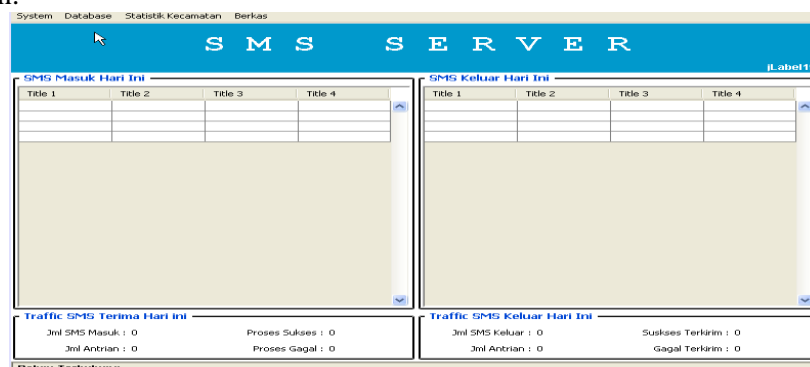 System Database Statistik Kecamatan Berkas
SMS SERVER
jLabel1
SMS Masuk Hari Ini
SMS Keluar Hari Ini
Title 1 Title 2 Title 3 Title 4
Title 1 Title 2 Title 3 Title 4
Traffic SMS Terima Hari ini
Jml SMS Masuk : 0 Proses Sukses : 0
Jml Antrian : 0 Proses Gagal : 0
Traffic SMS Keluar Hari Ini
Jml SMS Keluar : 0 Suskses Terkirim : 0
Jml Antrian : 0 Gagal Terkirim : 0